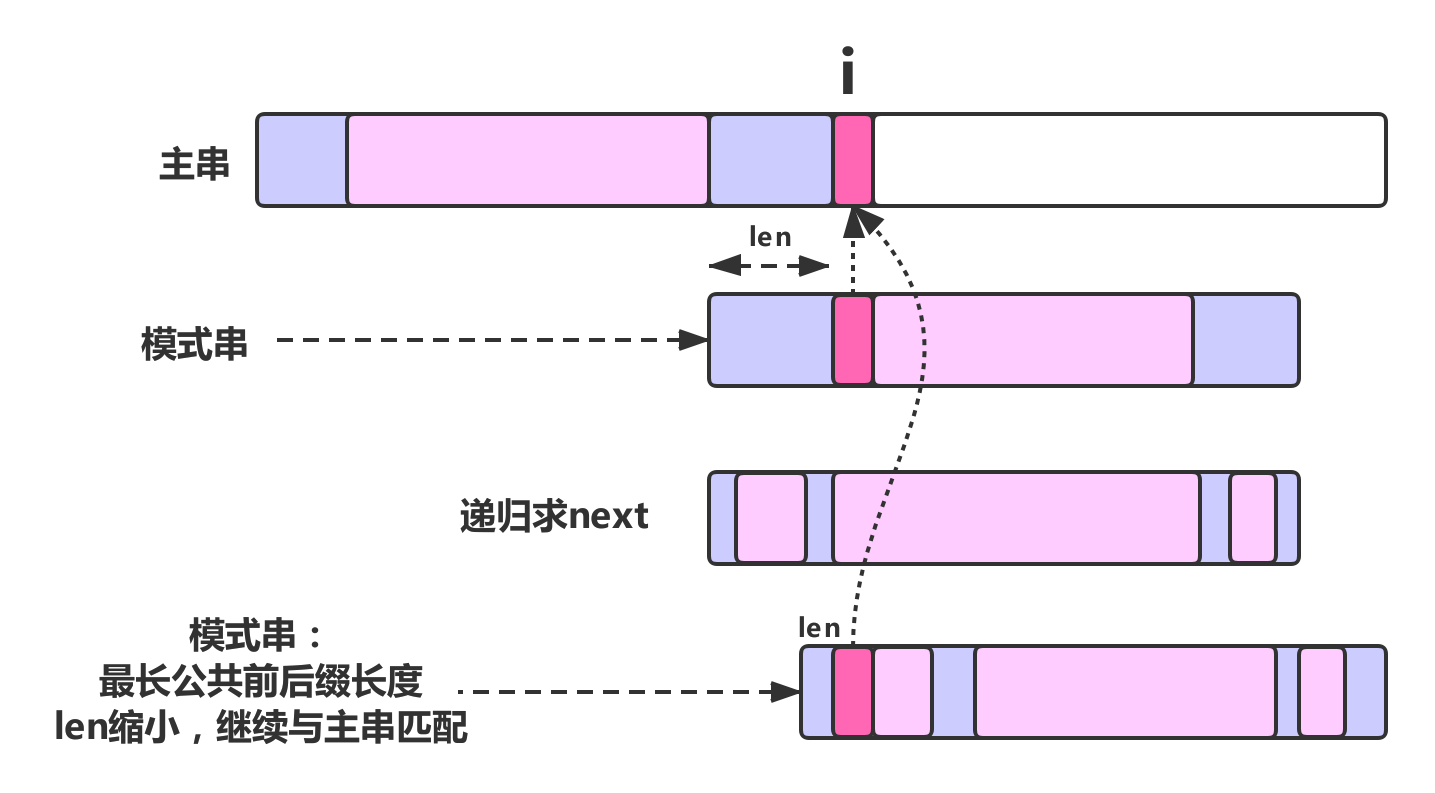 i
主串
len
模式串
递归求next
len
模式串：
最长公共前后缀长度
len缩小，继续与主串匹配